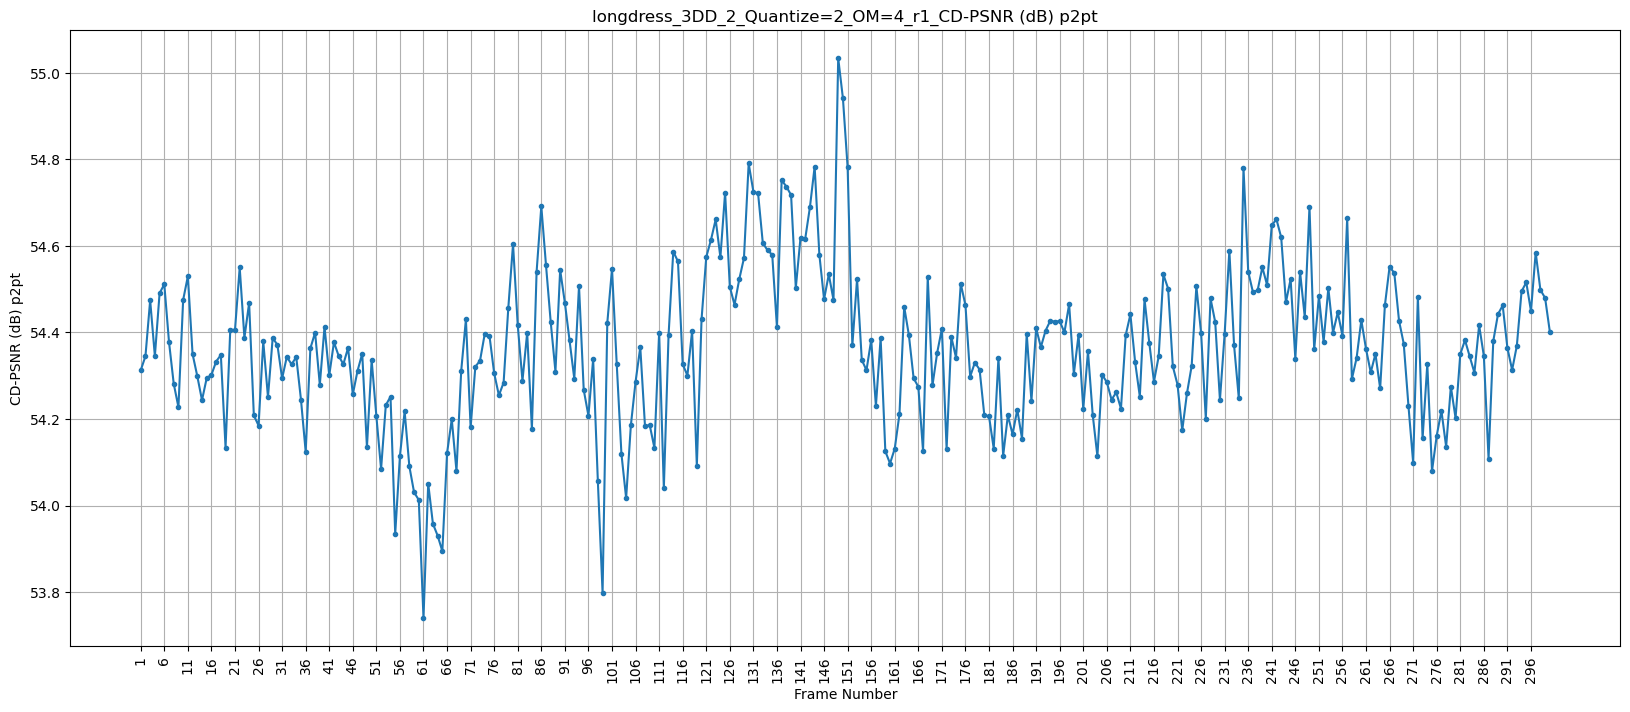 longdress_3DD_2_Quantize=2_OM=4_r1_CD-PSNR (dB) p2pt
CD-PSNR (dB) p2pt
55.0
54.8
54.6
54.4
54.2
54.0
53.8
1 6 11 16 21 26 31 36 41 46 51 56 61 66 71 76 81 86 91 96 101 106 111 116 121 126 131 136 141 146 151 156 161 166 171 176 181 186 191 196 201 206 211 216 221 226 231 236 241 246 251 256 261 266 271 276 281 286 291 296
Frame Number